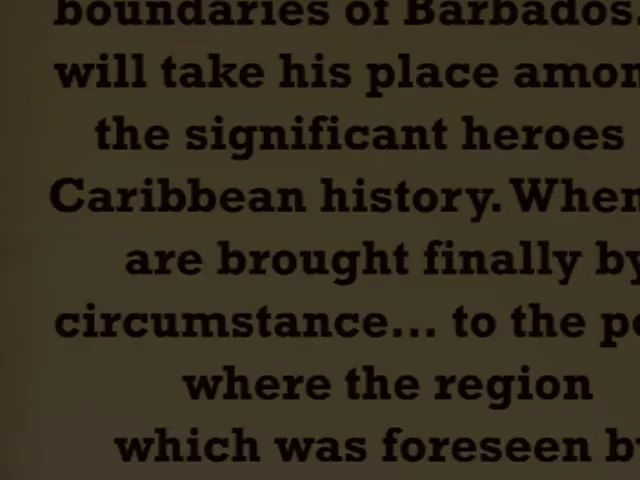 boundaries of Barbados.
will take his place amon
the significant heroes
Caribbean history. When
are brought finally by
circumstance... to the po
where the region
which was foreseen by